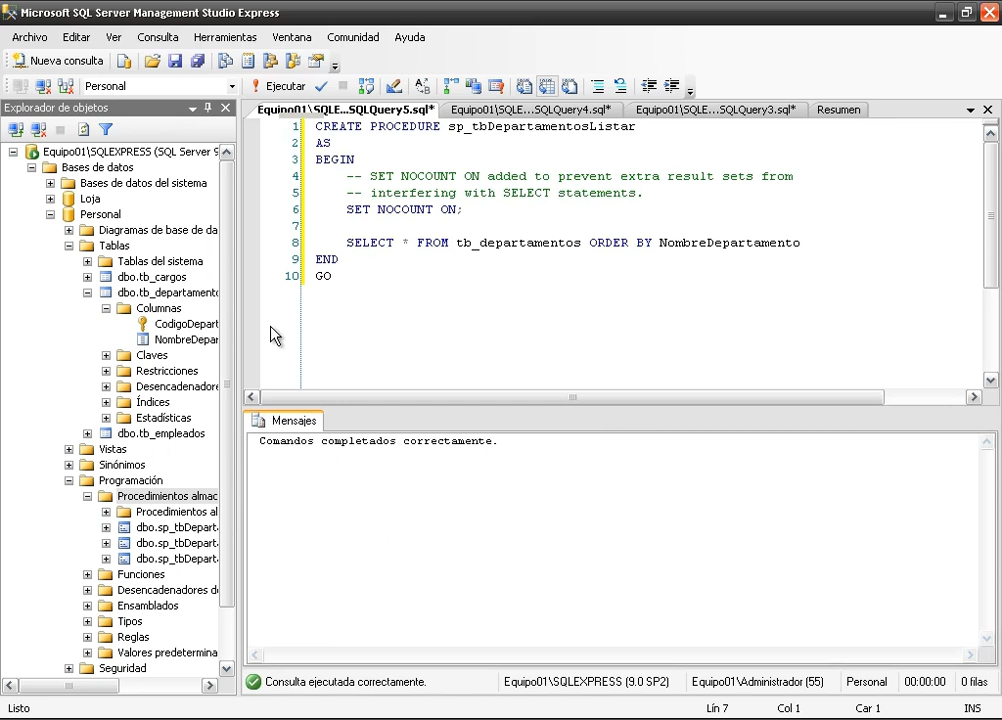 Microsoft SQL Server Management Studio Express
Archivo Editar Ver Consulta Herramientas Ventana Comunidad Ayuda
Nueva consulta
Personal
Ejecutar
Explorador de objetos
Equipo01\SQLE...SQLQuery5.sql*
Equipo01\SQLE...SQLQuery4.sql*
Equipo01\SQLE...SQLQuery3.sql*
Resumen
Equipo01\SQLEXPRESS (SQL Server 9
Bases de datos
Bases de datos del sistema
Loja
Personal
Diagramas de base de da
Tablas
Tablas del sistema
dbo.tb_cargos
dbo.tb_departamento
Columnas
CodigoDepart
NombreDepar
Claves
Restricciones
Desencadenadore
Índices
Estadísticas
dbo.tb_empleados
Vistas
Sinónimos
Programación
Procedimientos almac
Procedimientos al
dbo.sp_tbDepart
dbo.sp_tbDepart
dbo.sp_tbDepart
Funciones
Desencadenadores d
Ensamblados
Tipos
Reglas
Valores predetermina
Seguridad
1 CREATE PROCEDURE sp_tbDepartamentosListar
2 AS
3 BEGIN
4 -- SET NOCOUNT ON added to prevent extra result sets from
5 -- interfering with SELECT statements.
6 SET NOCOUNT ON;
7
8 SELECT * FROM tb_departamentos ORDER BY NombreDepartamento
9 END
10 GO
Mensajes
Comandos completados correctamente.
Consulta ejecutada correctamente.
Equipo01\SQLEXPRESS (9.0 SP2)
Equipo01\Administrador (55)
Personal
00:00:00
0 filas
Listo
Lín 7
Col 1
Car 1
INS